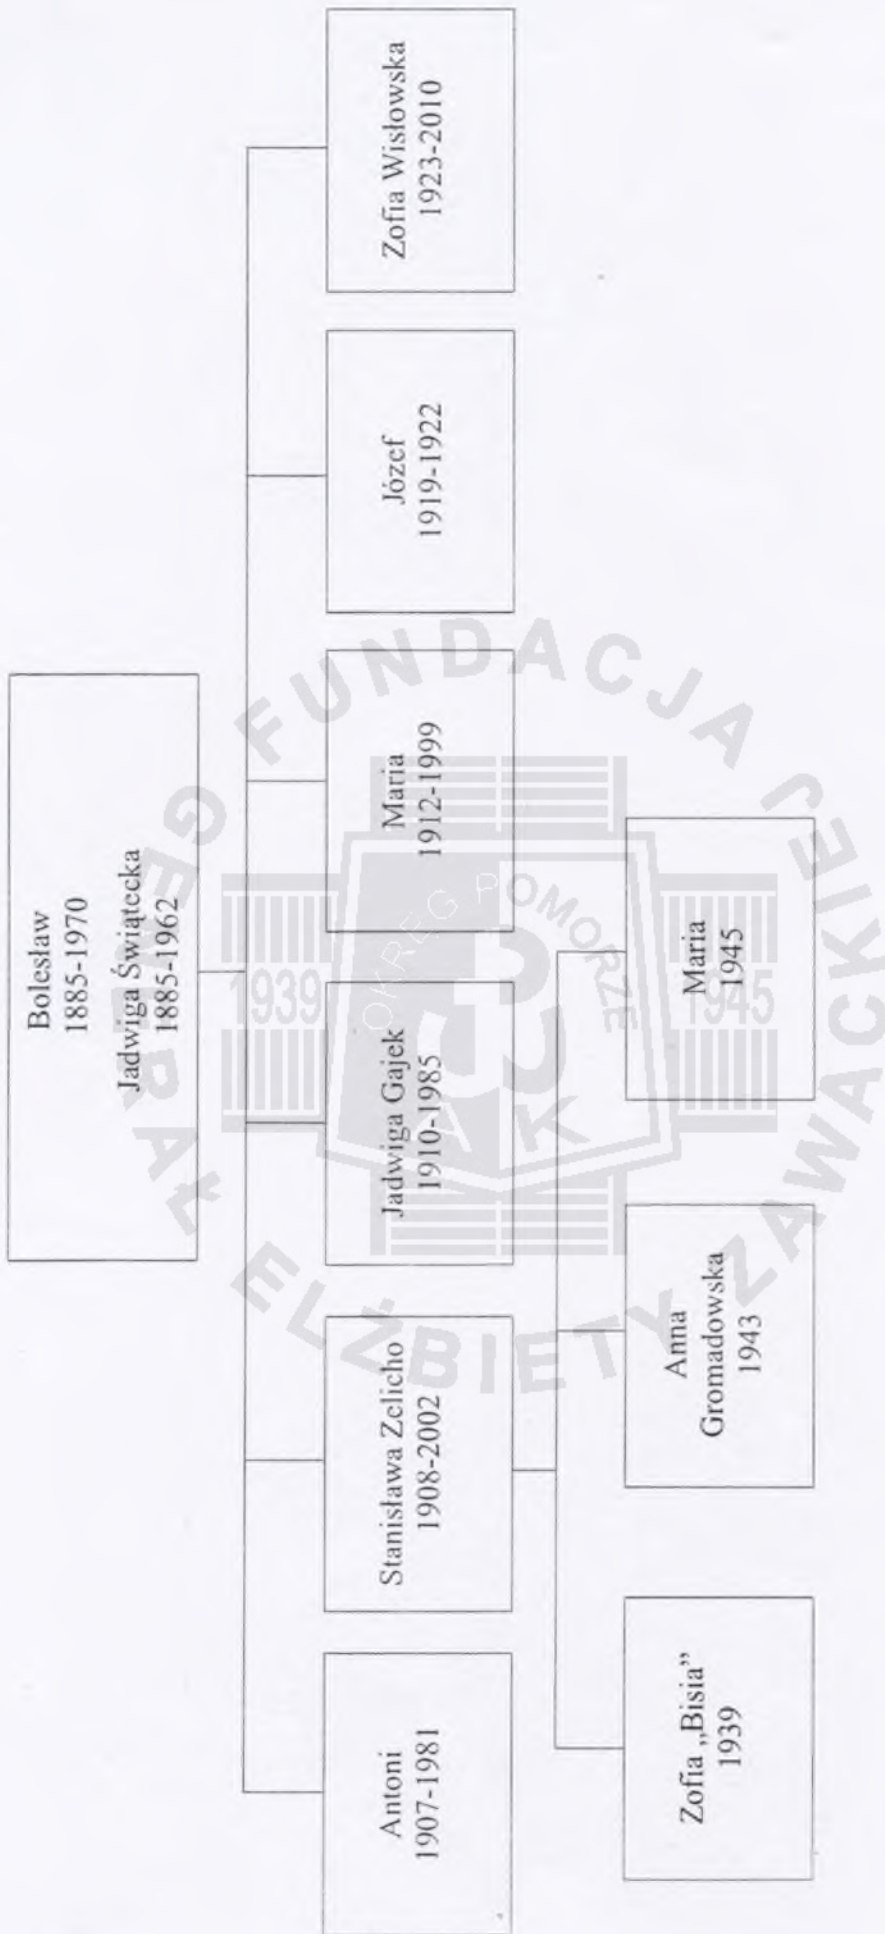 Bolesław
1885-1970
Jadwiga Świątecka
1885-1962
Antoni
1907-1981
Stanisława Zelicho
1908-2002
Jadwiga Gajek
1910-1985
Maria
1912-1999
Józef
1919-1922
Zofia Wisłowska
1923-2010
Zofia „Bisia”
1939
Anna
Gromadowska
1943
Maria
1945
FUNDACJA
GENERAŁ ELŻBIETY ZAWACKIEJ
OKRĘG POMORZE
1939
1945
AK